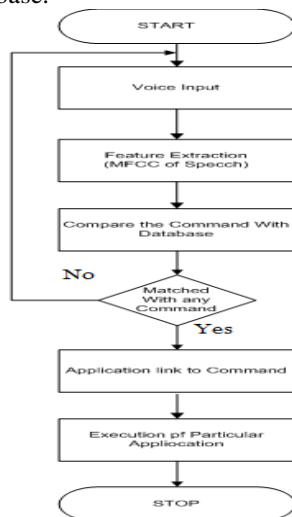 base.
START
Voice Input
Feature Extraction
(MFCC of Specch)
Compare the Command With
Database
No
Matched
With any
Command
Yes
Application link to Command
Execution pf Particular
Appliocation
STOP